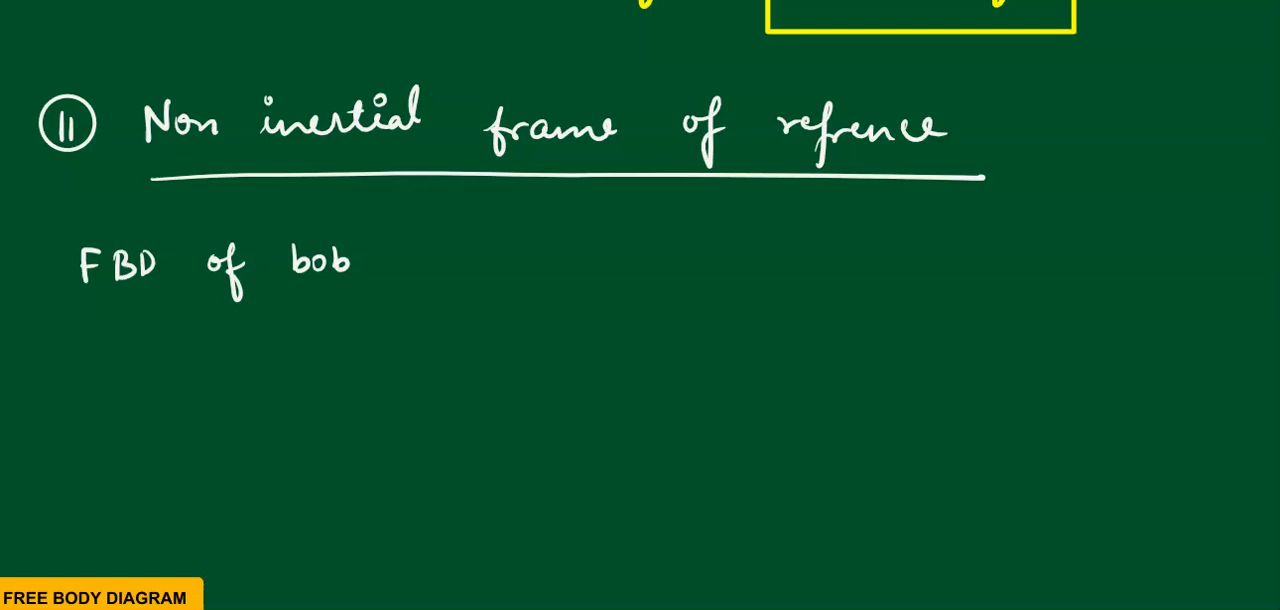 11 Non inertial frame of refrence
FBD of bob
FREE BODY DIAGRAM